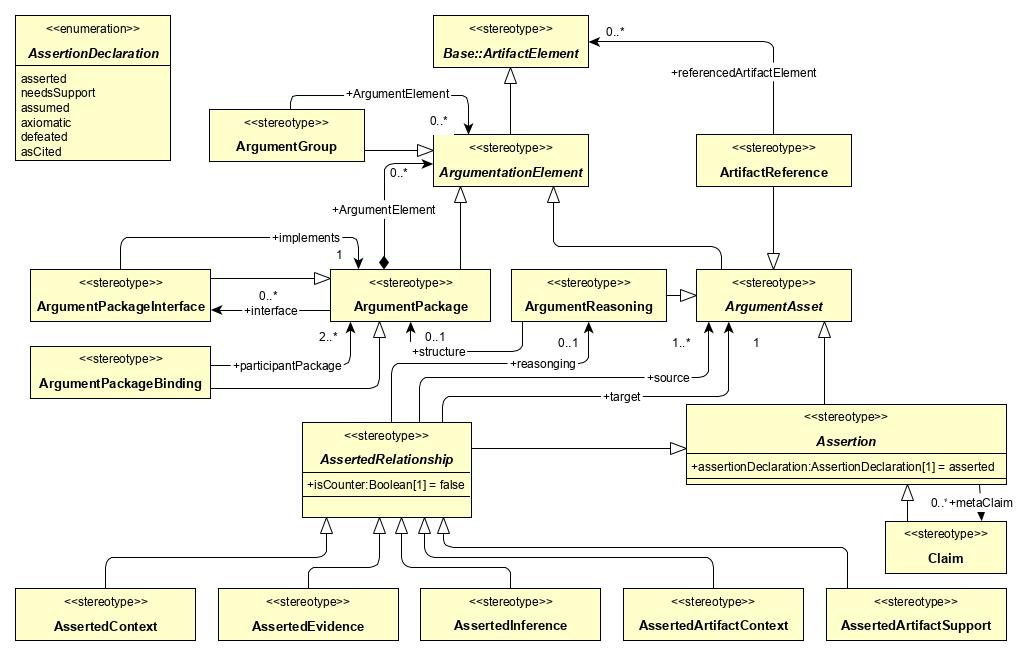 <<enumeration>>
AssertionDeclaration
asserted
needsSupport
assumed
axiomatic
defeated
asCited
<<stereotype>>
Base::ArtifactElement
0..*
+referencedArtifactElement
+ArgumentElement
0..*
<<stereotype>>
ArgumentGroup
<<stereotype>>
ArgumentationElement
<<stereotype>>
ArtifactReference
0..*
+ArgumentElement
+implements
1
<<stereotype>>
ArgumentPackageInterface
0..*
+interface
<<stereotype>>
ArgumentPackage
<<stereotype>>
ArgumentReasoning
<<stereotype>>
ArgumentAsset
2..*
0..1
+structure
0..1
+reasonging
1..*
1
<<stereotype>>
ArgumentPackageBinding
+participantPackage
+source
+target
<<stereotype>>
AssertedRelationship
+isCounter:Boolean[1] = false
<<stereotype>>
Assertion
+assertionDeclaration:AssertionDeclaration[1] = asserted
0..*
+metaClaim
<<stereotype>>
Claim
<<stereotype>>
AssertedContext
<<stereotype>>
AssertedEvidence
<<stereotype>>
AssertedInference
<<stereotype>>
AssertedArtifactContext
<<stereotype>>
AssertedArtifactSupport